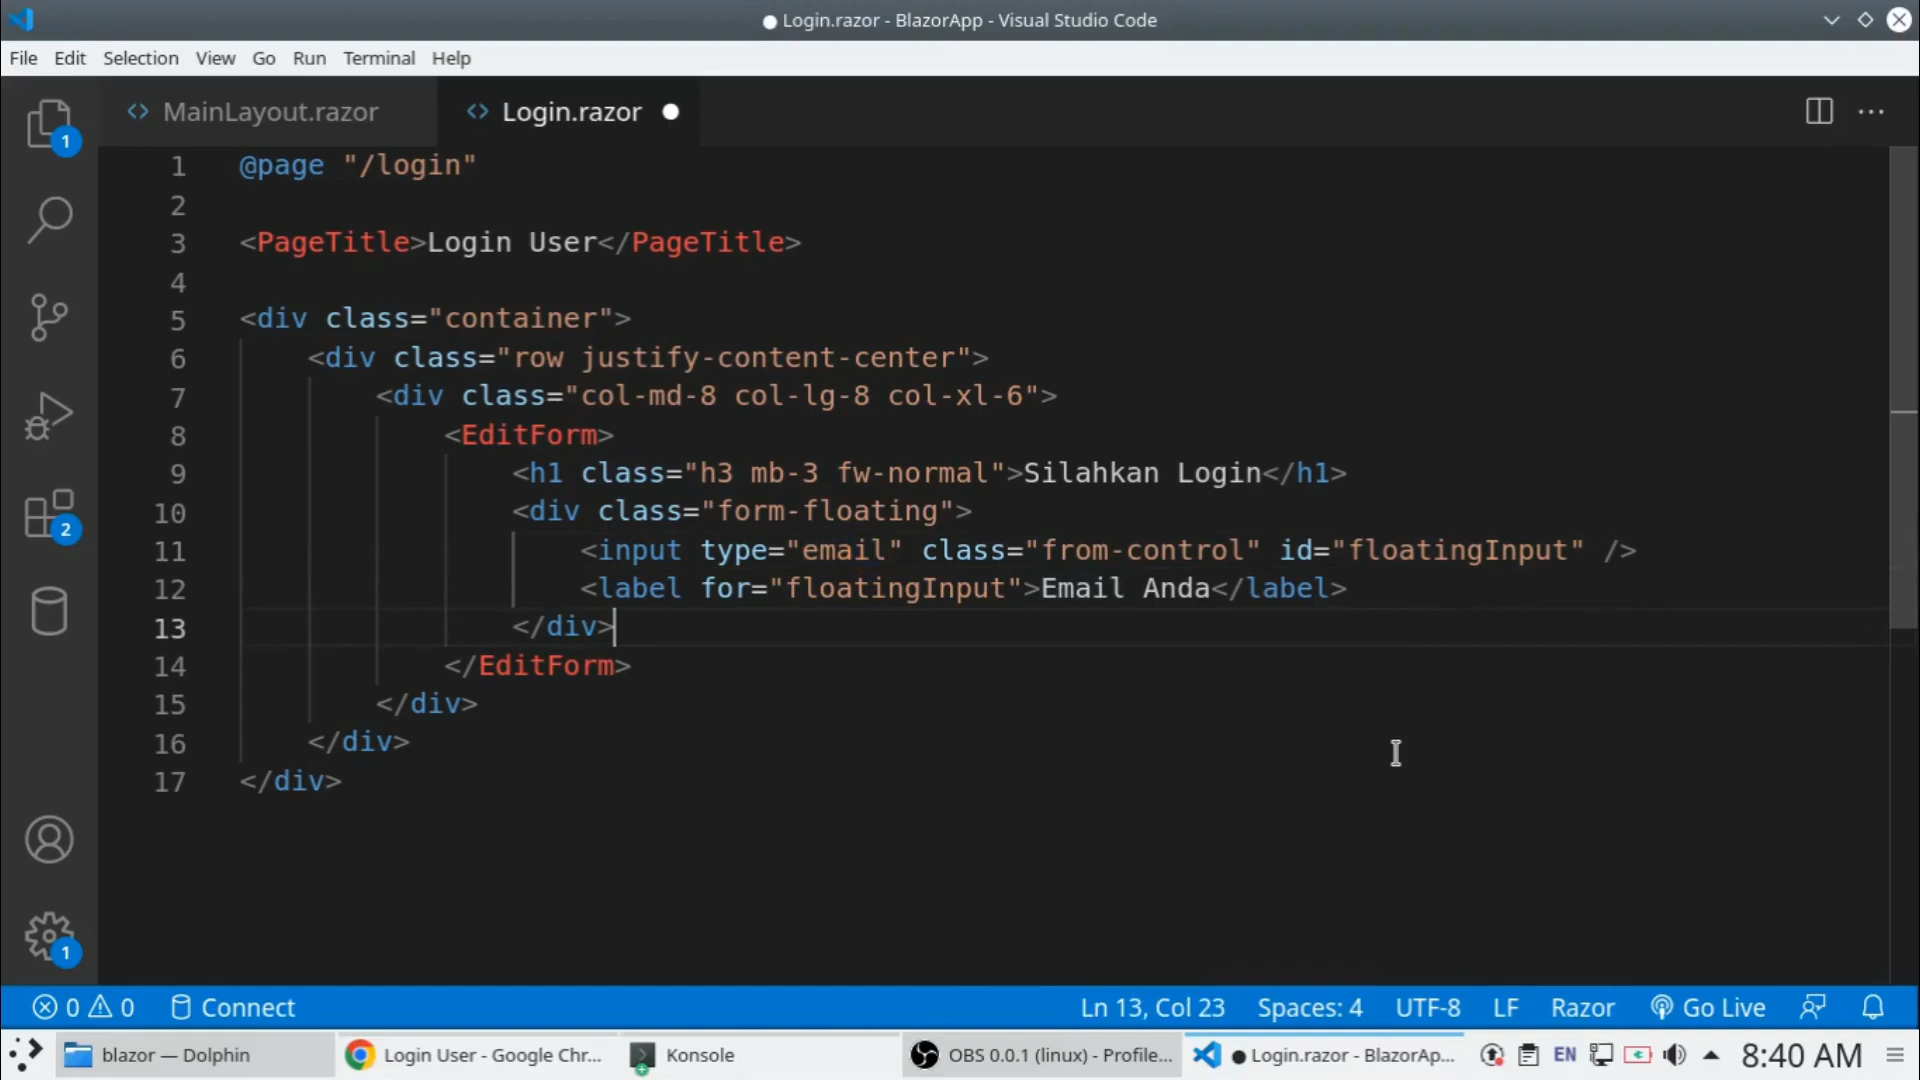 Login.razor - BlazorApp - Visual Studio Code
File Edit Selection View Go Run Terminal Help
MainLayout.razor Login.razor
1 @page "/login"
2
3 <PageTitle>Login User</PageTitle>
4
5 <div class="container">
6 <div class="row justify-content-center">
7 <div class="col-md-8 col-lg-8 col-xl-6">
8 <EditForm>
9 <h1 class="h3 mb-3 fw-normal">Silahkan Login</h1>
10 <div class="form-floating">
11 <input type="email" class="from-control" id="floatingInput" />
12 <label for="floatingInput">Email Anda</label>
13 </div>
14 </EditForm>
15 </div>
16 </div>
17 </div>
1
2
1
0 0 Connect Ln 13, Col 23 Spaces: 4 UTF-8 LF Razor Go Live
blazor — Dolphin Login User - Google Chr... Konsole OBS 0.0.1 (linux) - Profile... Login.razor - BlazorAp... EN 8:40 AM